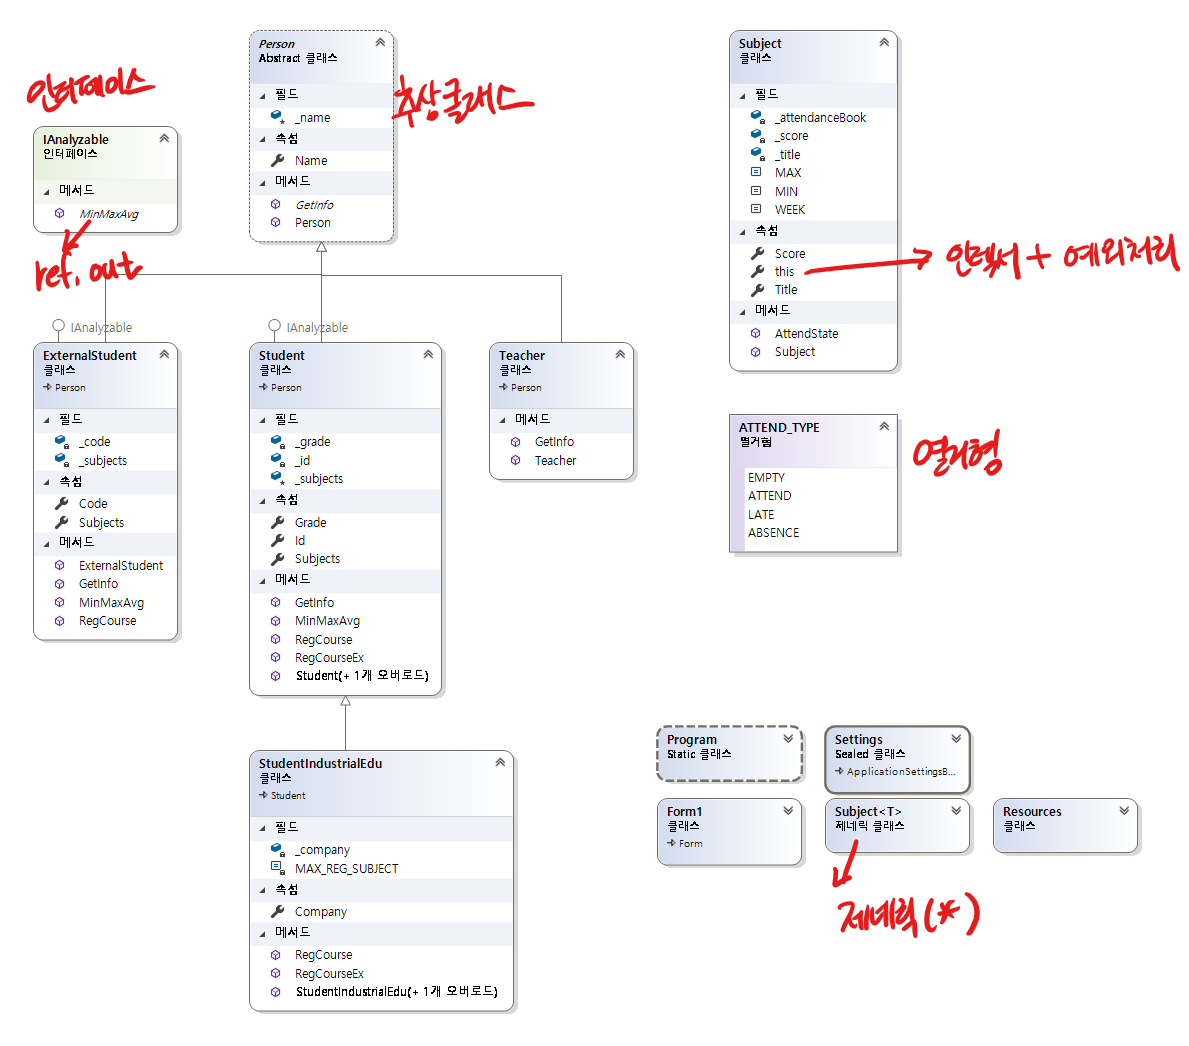 인터페이스
IAnalyzable
인터페이스
메서드
MinMaxAvg
ref, out
Person
Abstract 클래스
필드
_name
속성
Name
메서드
GetInfo
Person
추상클래스
Subject
클래스
필드
_attendanceBook
_score
_title
MAX
MIN
WEEK
속성
Score
this
Title
메서드
AttendState
Subject
인덱서 + 예외처리
IAnalyzable
ExternalStudent
클래스
Person
필드
_code
_subjects
속성
Code
Subjects
메서드
ExternalStudent
GetInfo
MinMaxAvg
RegCourse
IAnalyzable
Student
클래스
Person
필드
_grade
_id
_subjects
속성
Grade
Id
Subjects
메서드
GetInfo
MinMaxAvg
RegCourse
RegCourseEx
Student(+ 1개 오버로드)
Teacher
클래스
Person
메서드
GetInfo
Teacher
ATTEND_TYPE
열거형
EMPTY
ATTEND
LATE
ABSENCE
열거형
StudentIndustrialEdu
클래스
Student
필드
_company
MAX_REG_SUBJECT
속성
Company
메서드
RegCourse
RegCourseEx
StudentIndustrialEdu(+ 1개 오버로드)
Program
Static 클래스
Settings
Sealed 클래스
ApplicationSettingsB...
Form1
클래스
Form
Subject<T>
제네릭 클래스
Resources
클래스
제네릭(*)